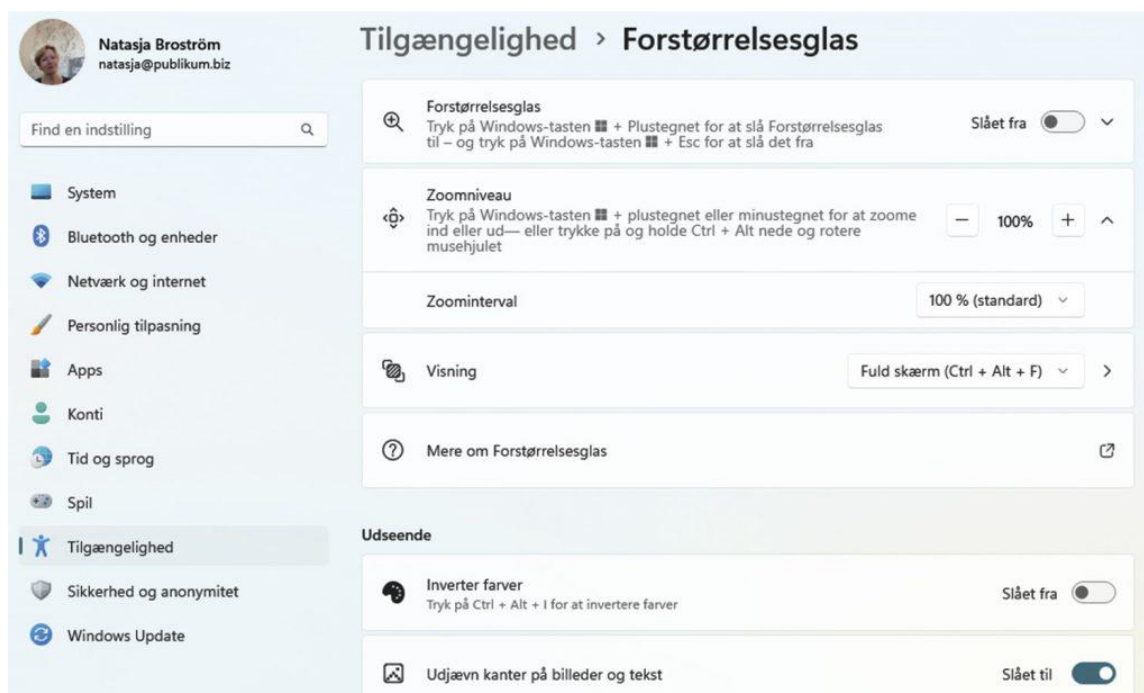 Natasja Broström
natasja@publikum.biz
Find en indstilling
System
Bluetooth og enheder
Netværk og internet
Personlig tilpasning
Apps
Konti
Tid og sprog
Spil
Tilgængelighed
Sikkerhed og anonymitet
Windows Update
Tilgængelighed > Forstørrelsesglas
Forstørrelsesglas
Tryk på Windows-tasten + Plustegnet for at slå Forstørrelsesglas
til – og tryk på Windows-tasten + Esc for at slå det fra
Slået fra
Zoomniveau
Tryk på Windows-tasten + plustegnet eller minustegnet for at zoome
ind eller ud— eller trykke på og holde Ctrl + Alt nede og rotere
musehjulet
100%
Zoominterval
100 % (standard)
Visning
Fuld skærm (Ctrl + Alt + F)
Mere om Forstørrelsesglas
Udseende
Inverter farver
Tryk på Ctrl + Alt + I for at invertere farver
Slået fra
Udjævn kanter på billeder og tekst
Slået til